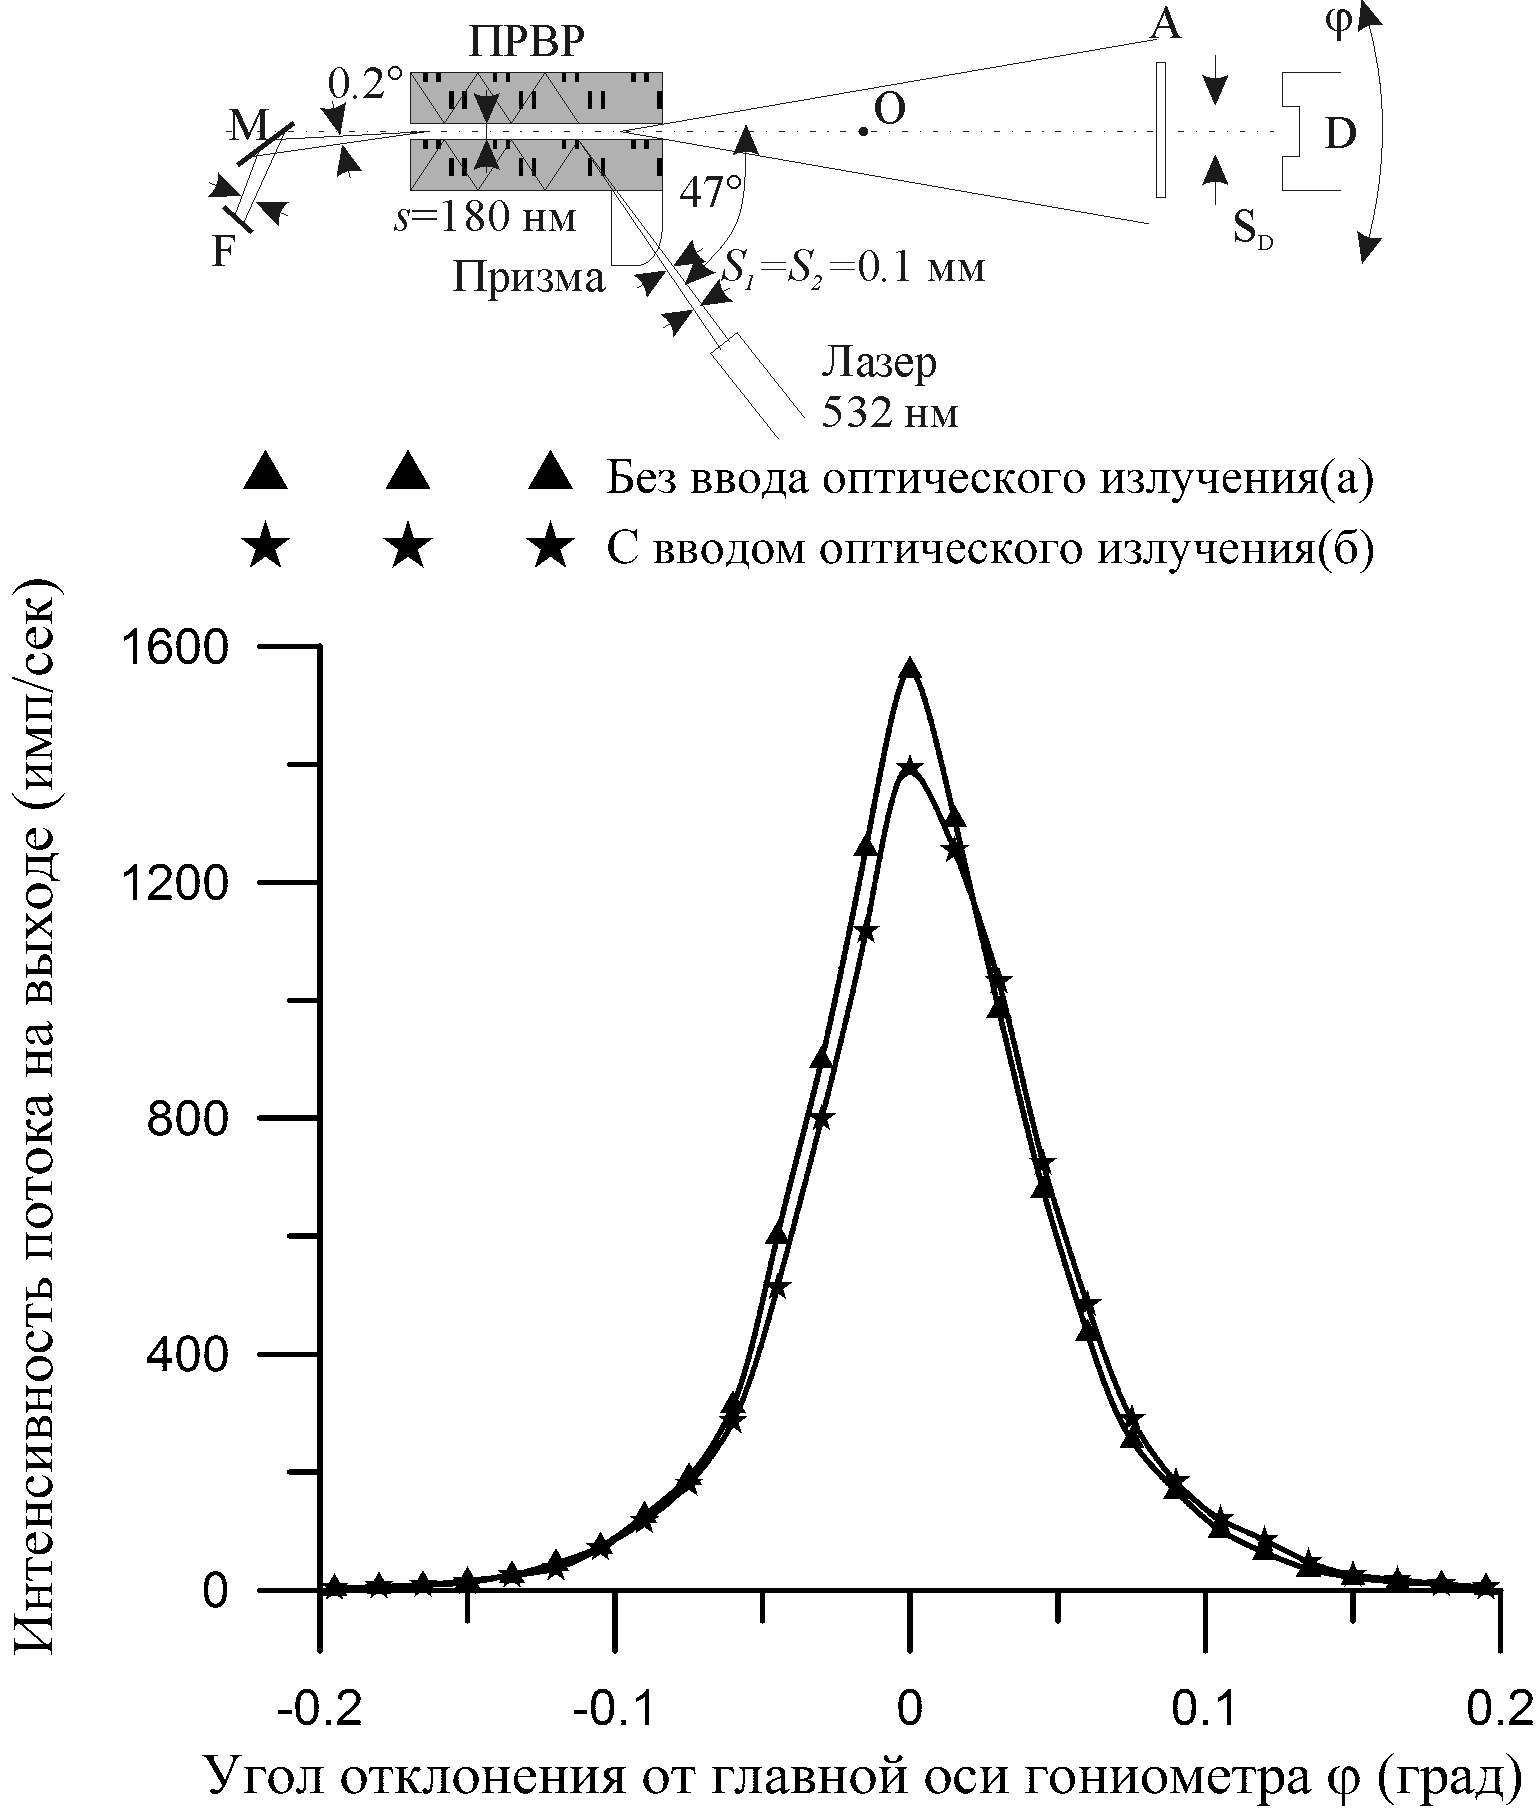 ПРВР
0.2°
M
F
s=180 нм
Призма
47°
S₁=S₂=0.1 мм
Лазер
532 нм
O
A
S_D
D
φ
Без ввода оптического излучения(а)
С вводом оптического излучения(б)
Интенсивность потока на выходе (имп/сек)
1600
1200
800
400
0
-0.2
-0.1
0
0.1
0.2
Угол отклонения от главной оси гониометра φ (град)